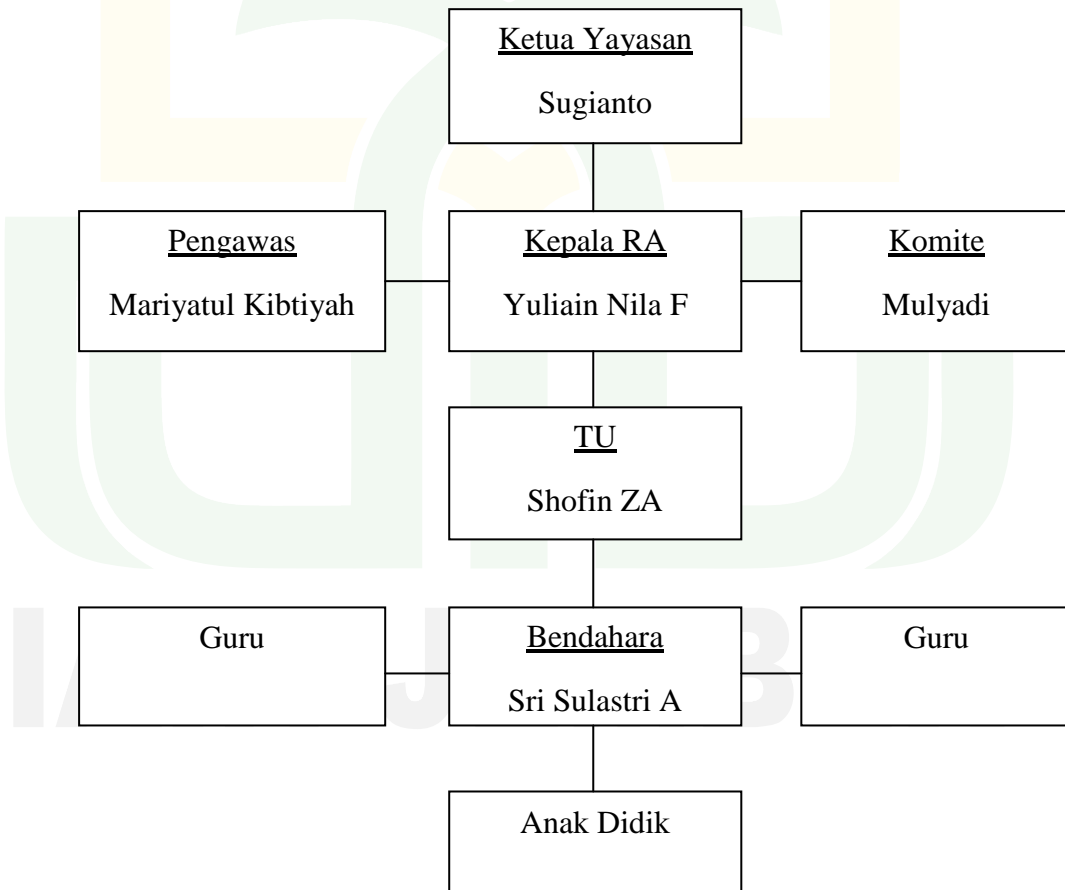 Ketua Yayasan
Sugianto
Pengawas
Mariyatul Kibtiyah
Kepala RA
Yuliain Nila F
Komite
Mulyadi
TU
Shofin ZA
Guru
Bendahara
Sri Sulastri A
Guru
Anak Didik